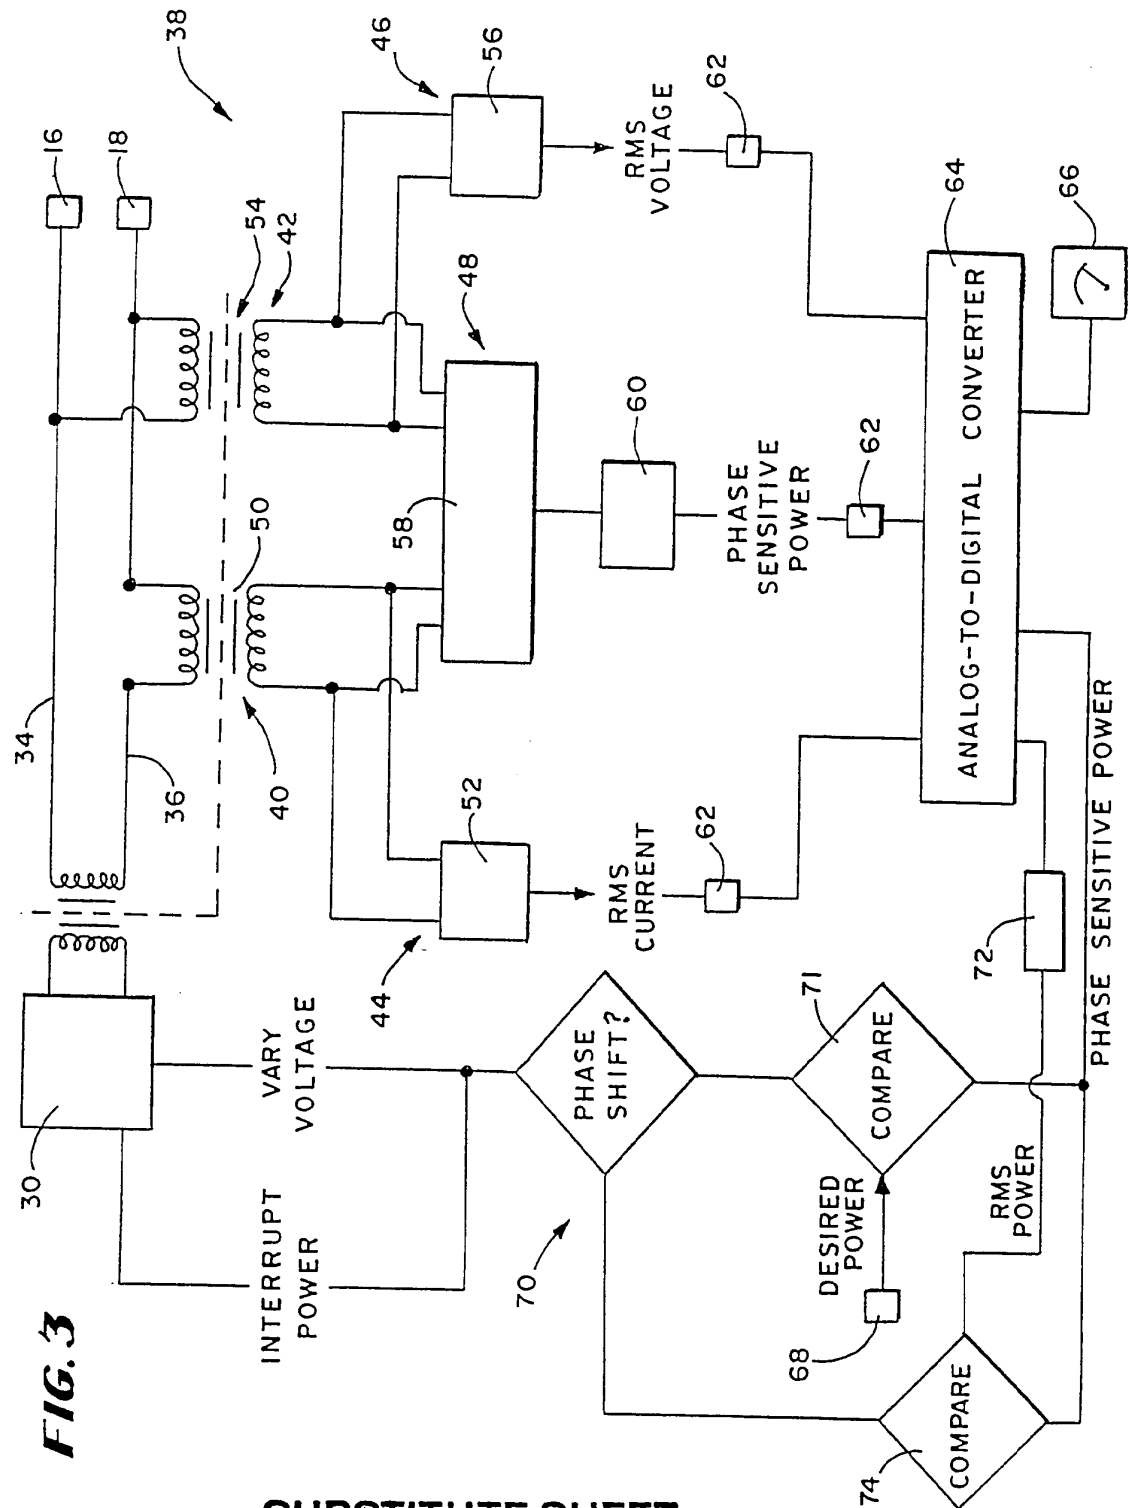 FIG. 3
38
16
18
54
42
46
56
62
RMS
VOLTAGE
34
36
50
40
48
58
60
PHASE
SENSITIVE
POWER
62
64
ANALOG-TO-DIGITAL CONVERTER
66
30
44
52
RMS
CURRENT
62
VARY
VOLTAGE
INTERRUPT
POWER
70
PHASE
SHIFT?
71
COMPARE
DESIRED
POWER
68
72
RMS
POWER
PHASE SENSITIVE POWER
74
COMPARE
SUBSTITUTE SHEET